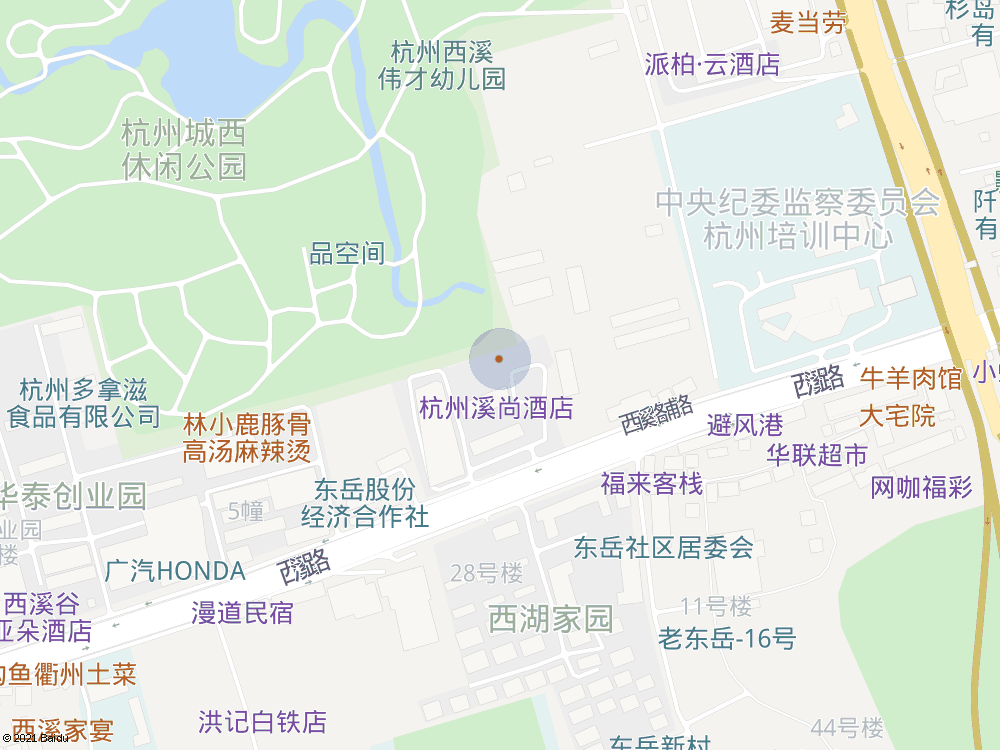 麦当劳
杉岛
有
杭州西溪
伟才幼儿园
派柏·云酒店
杭州城西
休闲公园
中央纪委监察委员会
杭州培训中心
阡
有
品空间
杭州多拿滋
食品有限公司
林小鹿豚骨
高汤麻辣烫
杭州溪尚酒店
西溪路辅路
西溪路
牛羊肉馆
大宅院
避风港
华联超市
网咖福彩
福来客栈
东岳股份
经济合作社
华泰创业园
5幢
业园
楼
东岳社区居委会
广汽HONDA
西溪路
28号楼
西溪谷
亚朵酒店
漫道民宿
西湖家园
11号楼
老东岳-16号
鱼衢州土菜
西溪家宴
洪记白铁店
44号楼
东岳新村
© 2021 Baidu